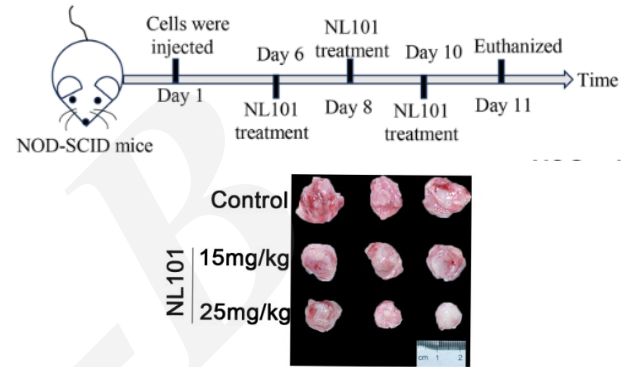 Cells were
injected
Day 6
NL101
treatment
Day 10
Euthanized
Time
Day 1
NL101
treatment
Day 8
NL101
treatment
Day 11
NOD-SCID mice
Control
NL101
15mg/kg
25mg/kg
cm 1 2